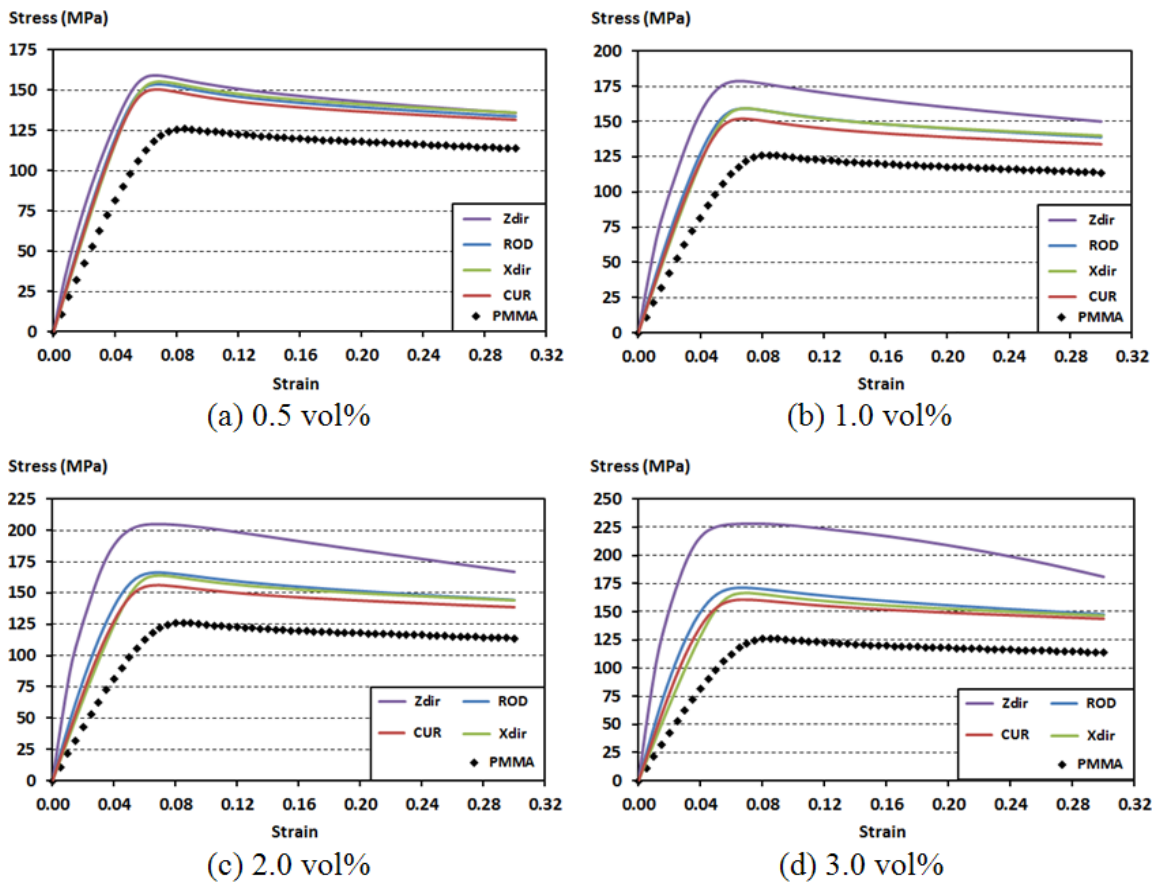 Stress (MPa)
175
150
125
100
75
50
25
0
0.00 0.04 0.08 0.12 0.16 0.20 0.24 0.28 0.32
Strain
Zdir
ROD
Xdir
CUR
PMMA
(a) 0.5 vol%
Stress (MPa)
200
175
150
125
100
75
50
25
0
0.00 0.04 0.08 0.12 0.16 0.20 0.24 0.28 0.32
Strain
Zdir
ROD
Xdir
CUR
PMMA
(b) 1.0 vol%
Stress (MPa)
225
200
175
150
125
100
75
50
25
0
0.00 0.04 0.08 0.12 0.16 0.20 0.24 0.28 0.32
Strain
Zdir ROD
CUR Xdir
PMMA
(c) 2.0 vol%
Stress (MPa)
250
225
200
175
150
125
100
75
50
25
0
0.00 0.04 0.08 0.12 0.16 0.20 0.24 0.28 0.32
Strain
Zdir ROD
CUR Xdir
PMMA
(d) 3.0 vol%